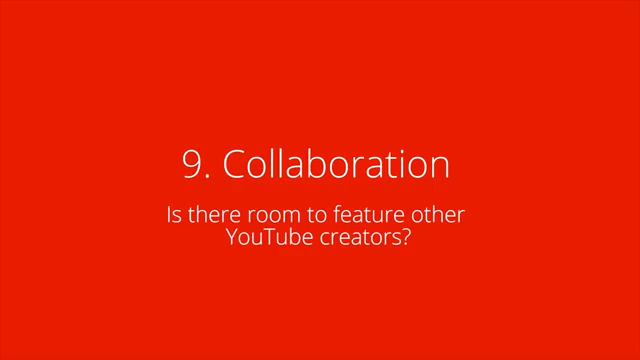 9. Collaboration
Is there room to feature other
YouTube creators?